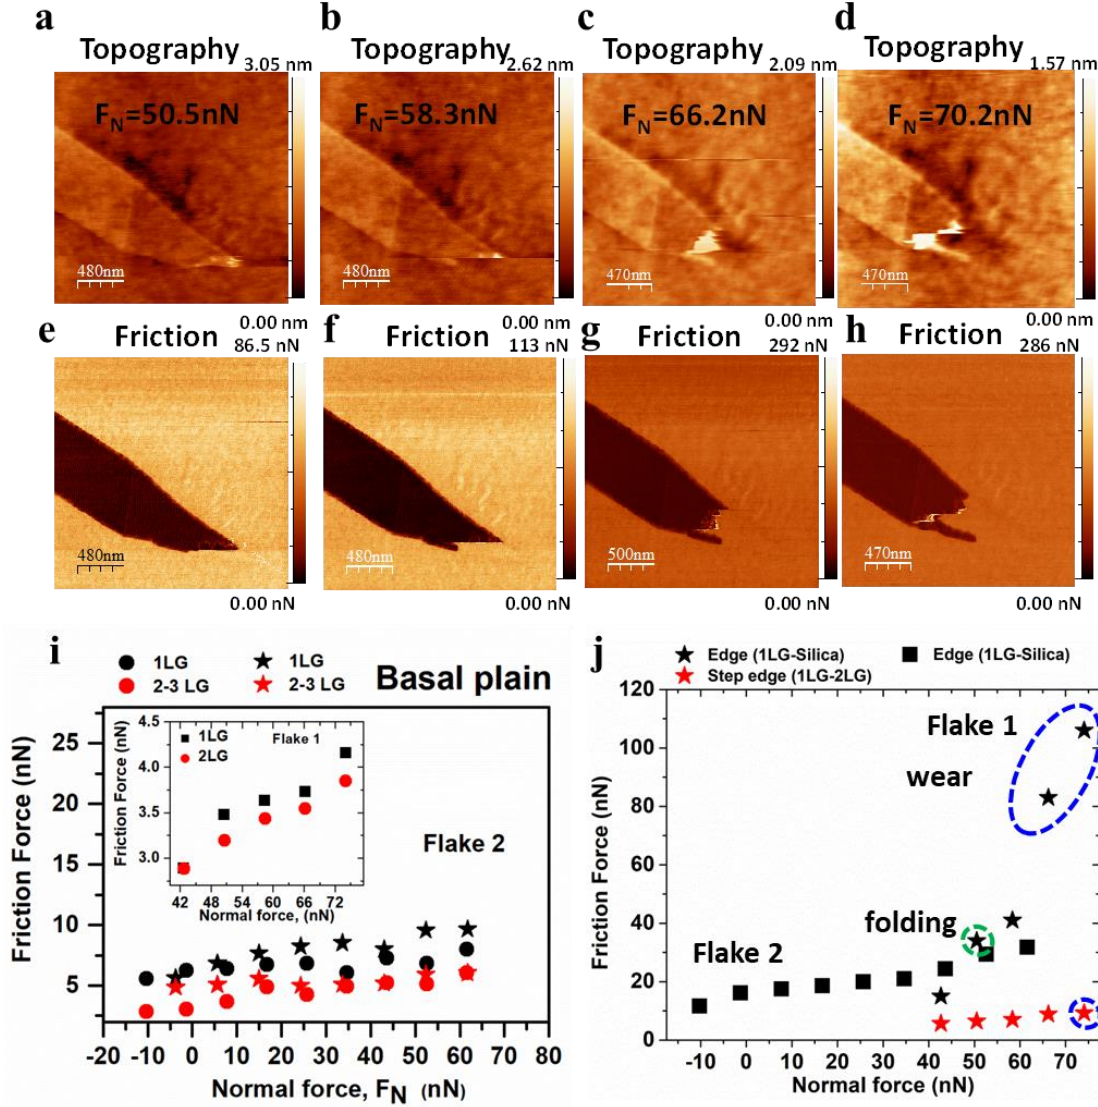 a
b
c
d
Topography
Topography
Topography
Topography
3.05 nm
2.62 nm
2.09 nm
1.57 nm
FN=50.5nN
FN=58.3nN
FN=66.2nN
FN=70.2nN
480nm
480nm
470nm
470nm
0.00 nm
0.00 nm
0.00 nm
0.00 nm
e
f
g
h
Friction
Friction
Friction
Friction
86.5 nN
113 nN
292 nN
286 nN
480nm
480nm
500nm
470nm
0.00 nN
0.00 nN
0.00 nN
0.00 nN
i
1LG
1LG
2-3 LG
2-3 LG
Basal plain
Friction Force (nN)
25
20
15
10
5
-20 -10 0 10 20 30 40 50 60 70 80
Normal force, FN (nN)
Flake 2
1LG
2LG
Flake 1
Friction Force (nN)
4.5
4.0
3.5
3.0
42 48 54 60 66 72
Normal force, (nN)
j
Edge (1LG-Silica)
Edge (1LG-Silica)
Step edge (1LG-2LG)
Friction Force (nN)
120
100
80
60
40
20
0
Flake 1
wear
folding
Flake 2
-10 0 10 20 30 40 50 60 70
Normal force (nN)